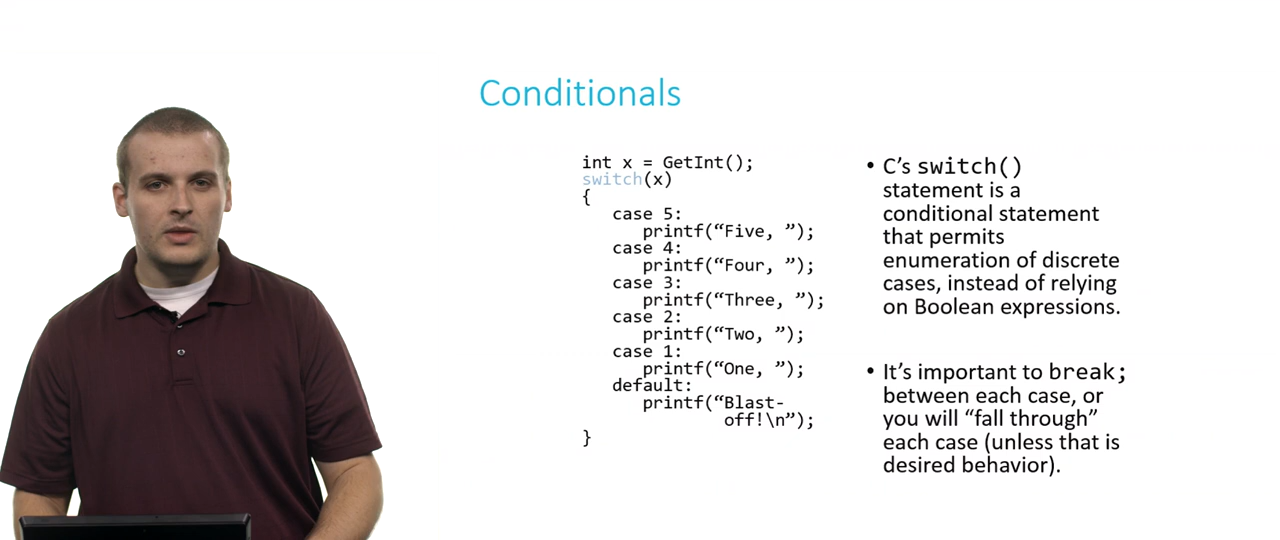 Conditionals
int x = GetInt();
switch(x)
{
case 5:
printf(“Five, ”);
case 4:
printf(“Four, ”);
case 3:
printf(“Three, ”);
case 2:
printf(“Two, ”);
case 1:
printf(“One, ”);
default:
printf(“Blast-
off!\n”);
}
• C’s switch()
statement is a
conditional statement
that permits
enumeration of discrete
cases, instead of relying
on Boolean expressions.
• It’s important to break;
between each case, or
you will “fall through”
each case (unless that is
desired behavior).